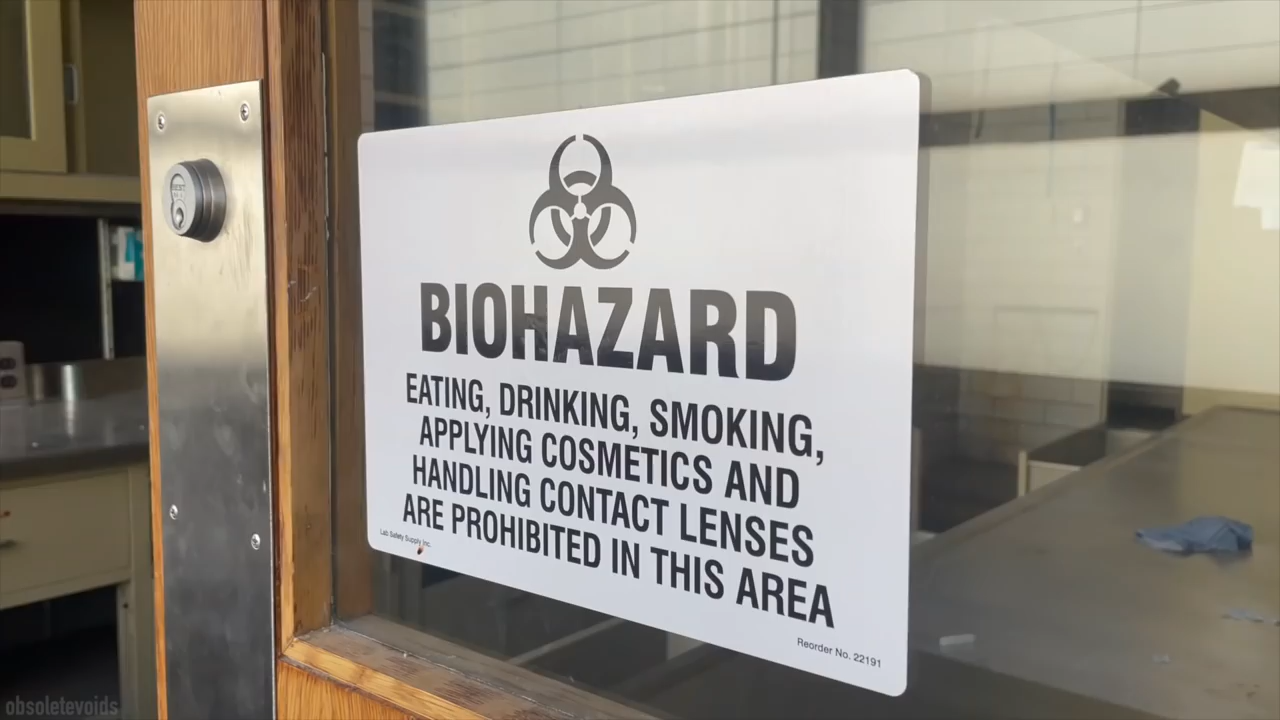 BIOHAZARD
EATING, DRINKING, SMOKING,
APPLYING COSMETICS AND
HANDLING CONTACT LENSES
ARE PROHIBITED IN THIS AREA
Lab Safety Supply Inc.
Reorder No. 22191
obsoletevoids